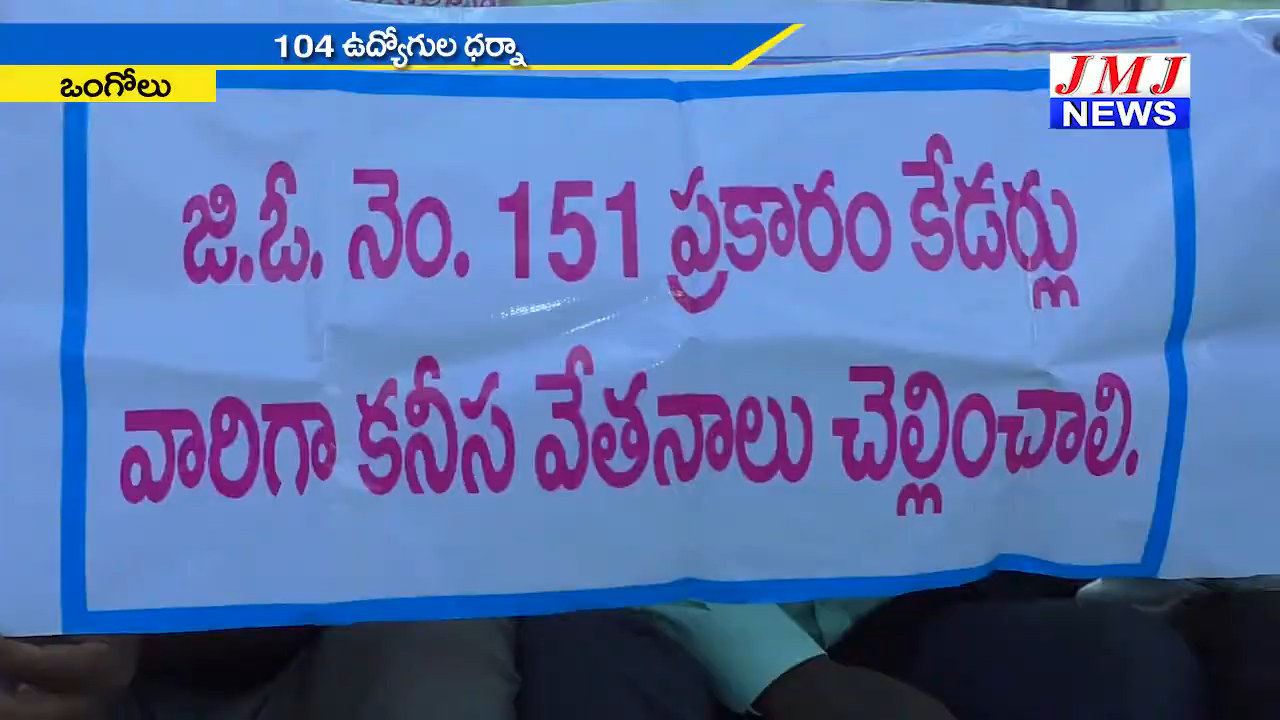 104 ఉద్యోగుల ధర్నా
ఒంగోలు
JMJ
NEWS
జి.ఓ. నెం. 151 ప్రకారం కేడర్లు
వారిగా కనీస వేతనాలు చెల్లించాలి.